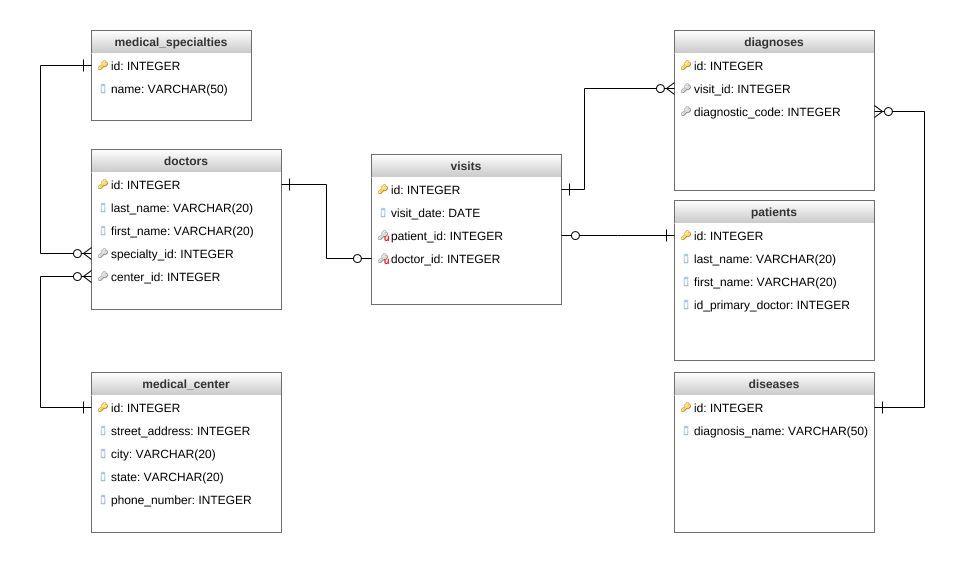 medical_specialties
id: INTEGER
name: VARCHAR(50)
doctors
id: INTEGER
last_name: VARCHAR(20)
first_name: VARCHAR(20)
specialty_id: INTEGER
center_id: INTEGER
medical_center
id: INTEGER
street_address: INTEGER
city: VARCHAR(20)
state: VARCHAR(20)
phone_number: INTEGER
visits
id: INTEGER
visit_date: DATE
patient_id: INTEGER
doctor_id: INTEGER
diagnoses
id: INTEGER
visit_id: INTEGER
diagnostic_code: INTEGER
patients
id: INTEGER
last_name: VARCHAR(20)
first_name: VARCHAR(20)
id_primary_doctor: INTEGER
diseases
id: INTEGER
diagnosis_name: VARCHAR(50)